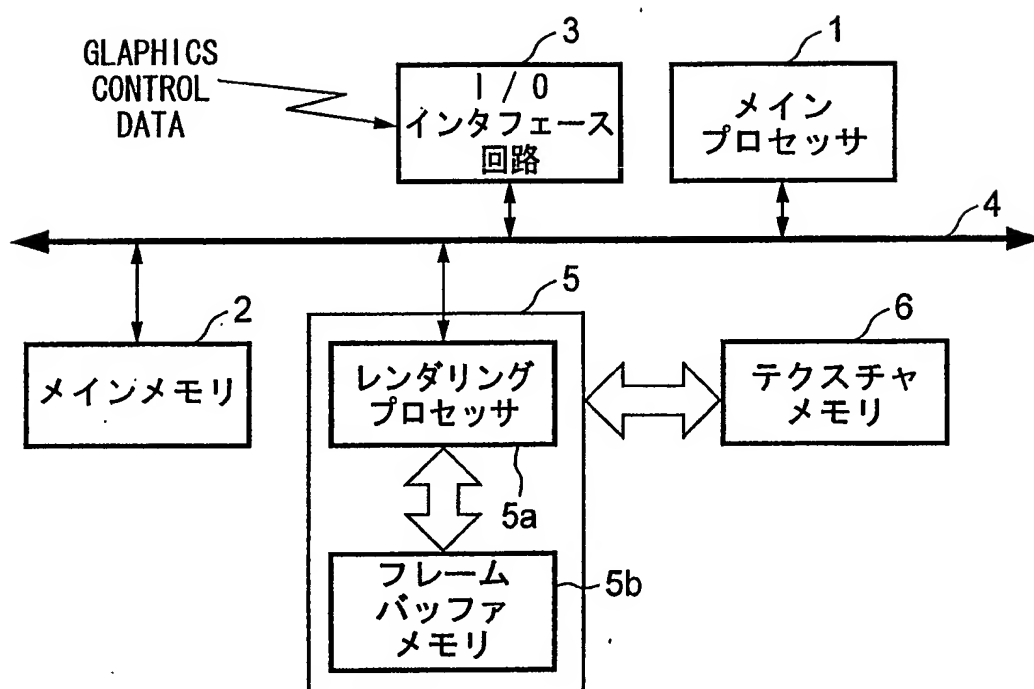 GLAPHICS
CONTROL
DATA
3
I/O
インタフェース
回路
1
メイン
プロセッサ
4
2
メインメモリ
5
レンダリング
プロセッサ
5a
フレーム
バッファ
メモリ
5b
6
テクスチャ
メモリ